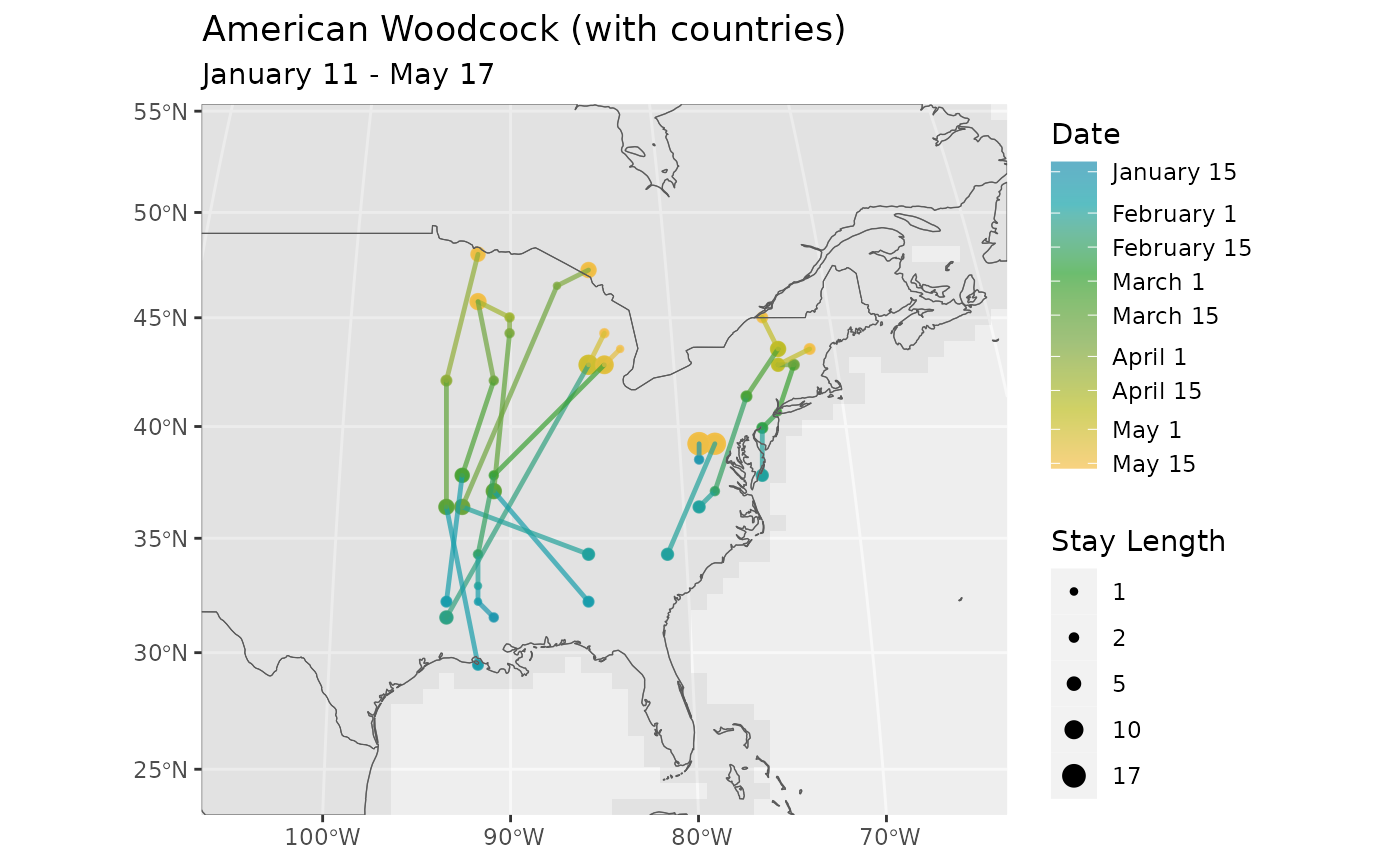 American Woodcock (with countries)
January 11 - May 17
55°N
50°N
45°N
40°N
35°N
30°N
25°N
100°W
90°W
80°W
70°W
Date
January 15
February 1
February 15
March 1
March 15
April 1
April 15
May 1
May 15
Stay Length
1
2
5
10
17